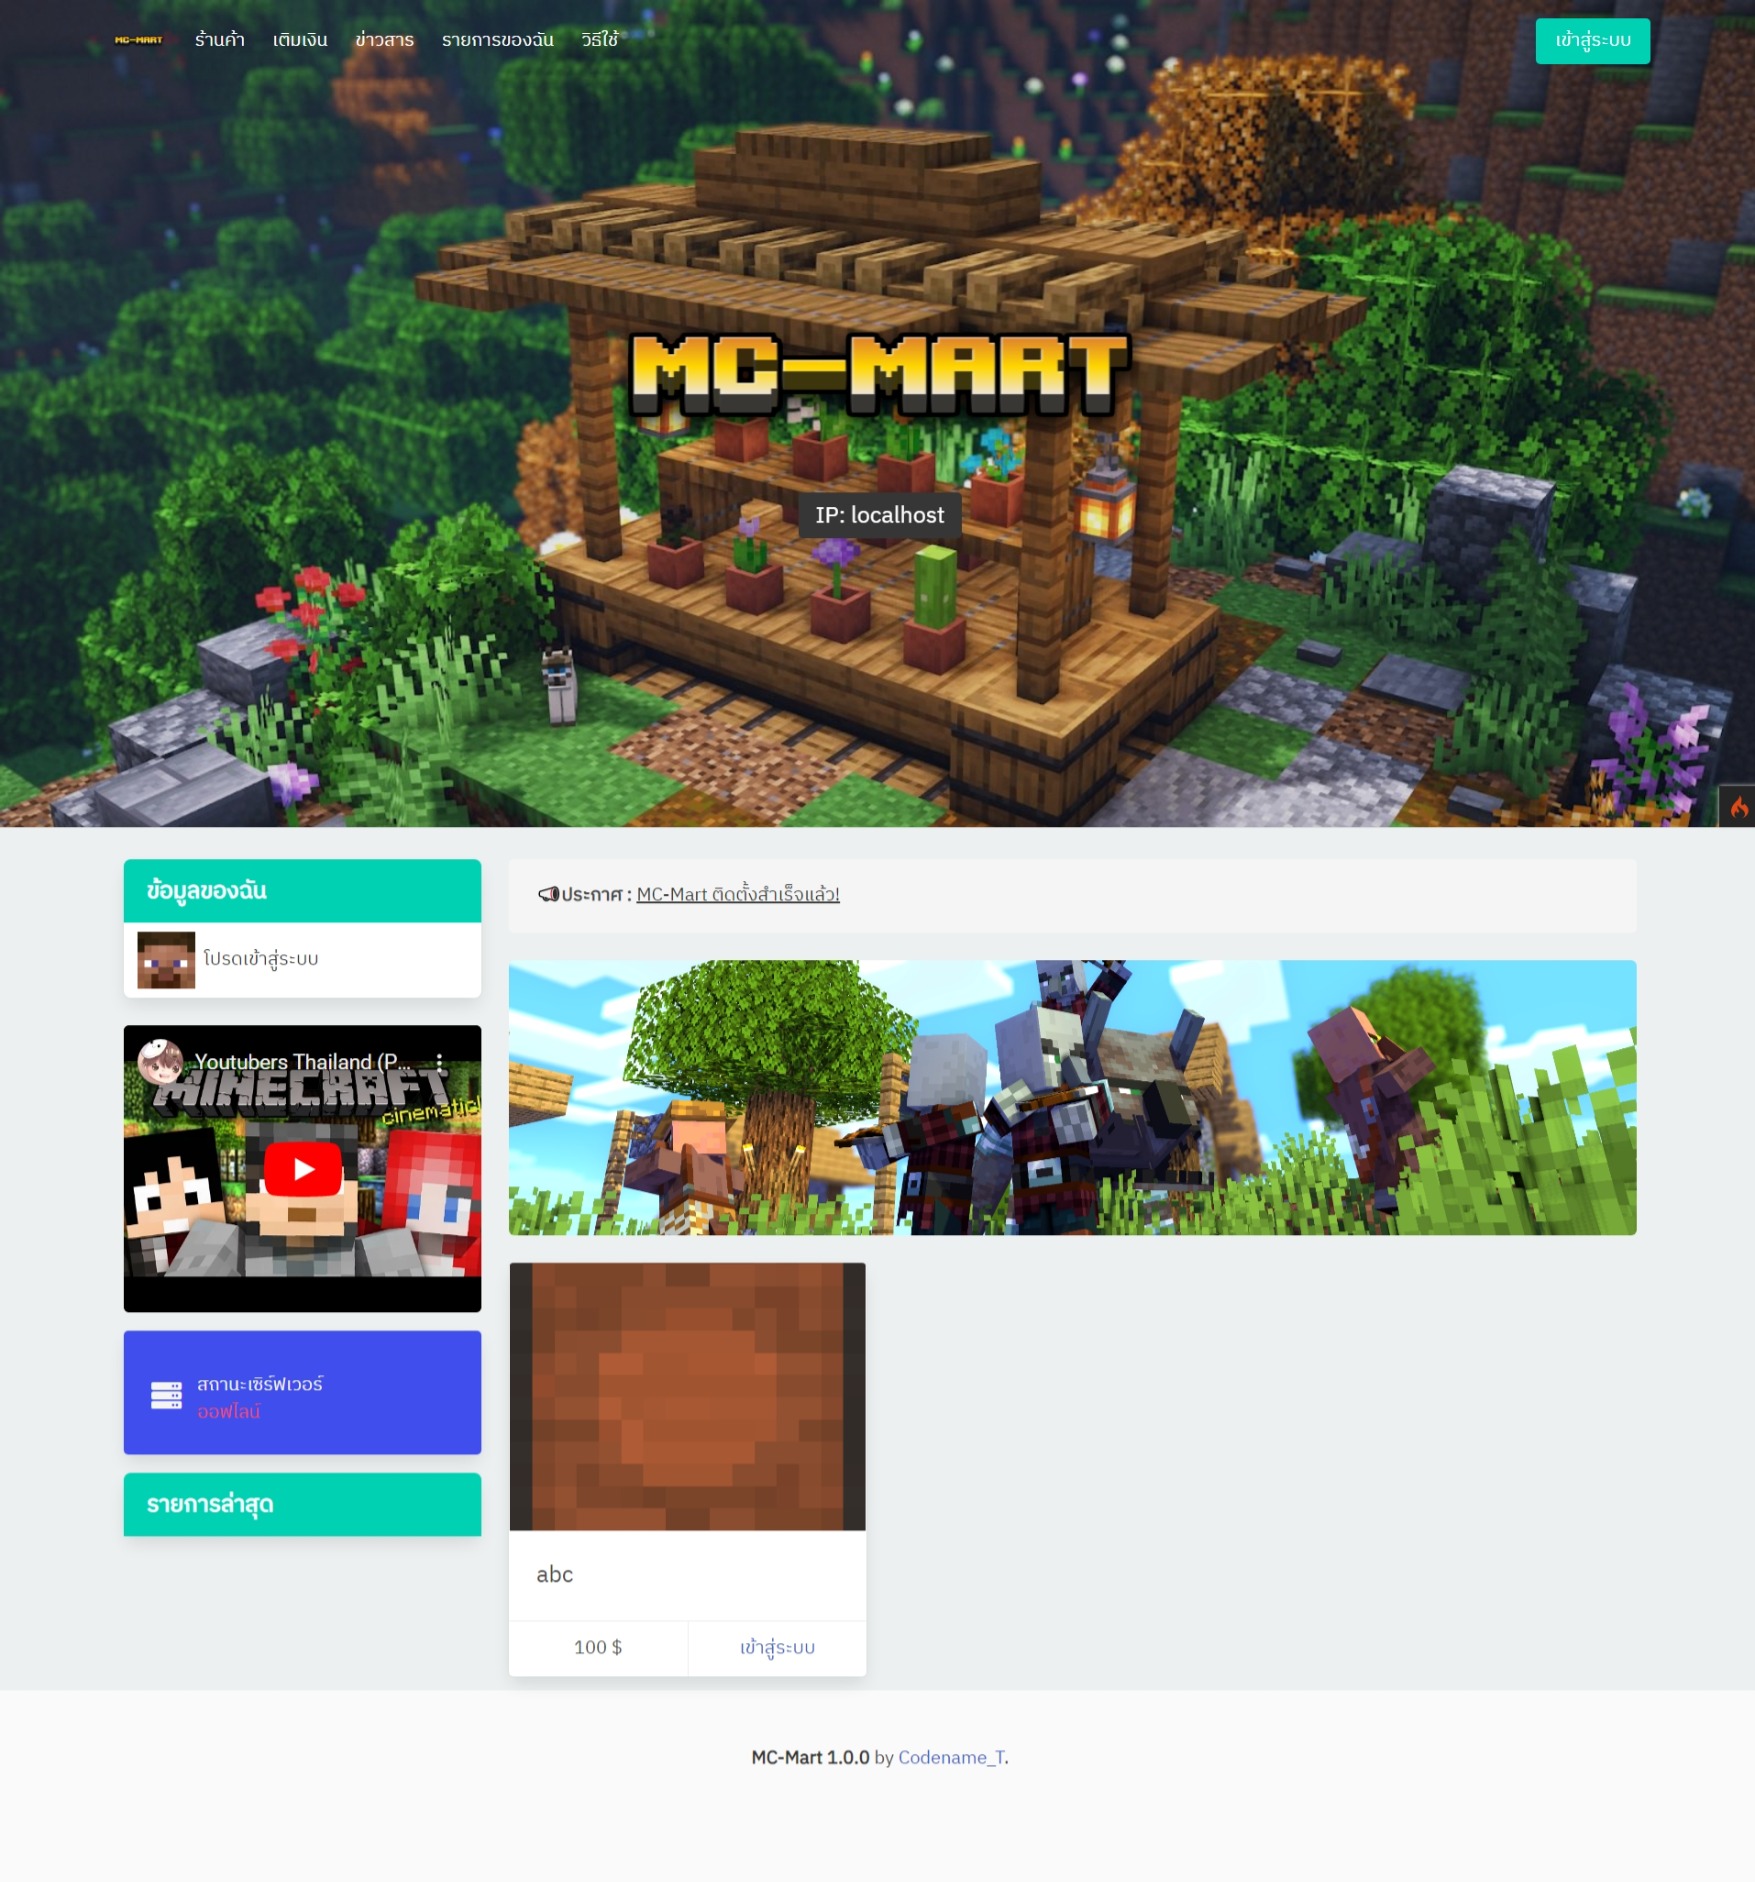 MC-MART
ร้านค้า
เติมเงิน
ข่าวสาร
รายการของฉัน
วิธีใช้
เข้าสู่ระบบ
MC-MART
IP: localhost
ข้อมูลของฉัน
โปรดเข้าสู่ระบบ
ประกาศ : MC-Mart ติดตั้งสำเร็จแล้ว!
Youtubers Thailand (P...
MINECRAFT
cinematic
สถานะเซิร์ฟเวอร์
ออฟไลน์
รายการล่าสุด
abc
100 $
เข้าสู่ระบบ
MC-Mart 1.0.0 by Codename_T.